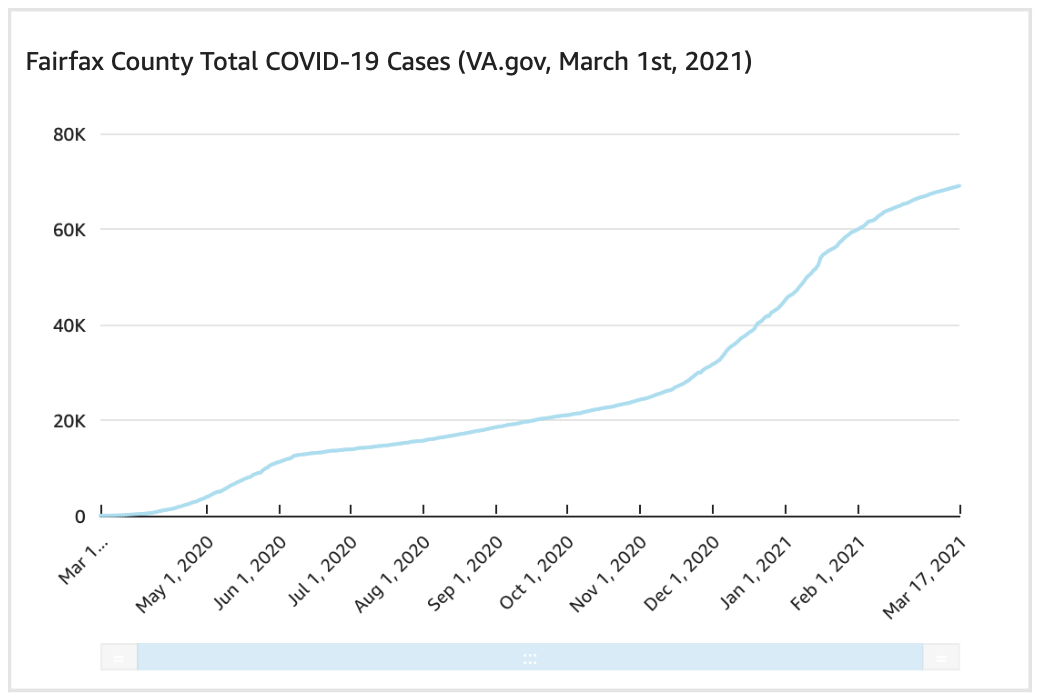 Fairfax County Total COVID-19 Cases (VA.gov, March 1st, 2021)
80K
60K
40K
20K
0
Mar 1...
May 1, 2020
Jun 1, 2020
Jul 1, 2020
Aug 1, 2020
Sep 1, 2020
Oct 1, 2020
Nov 1, 2020
Dec 1, 2020
Jan 1, 2021
Feb 1, 2021
Mar 17, 2021